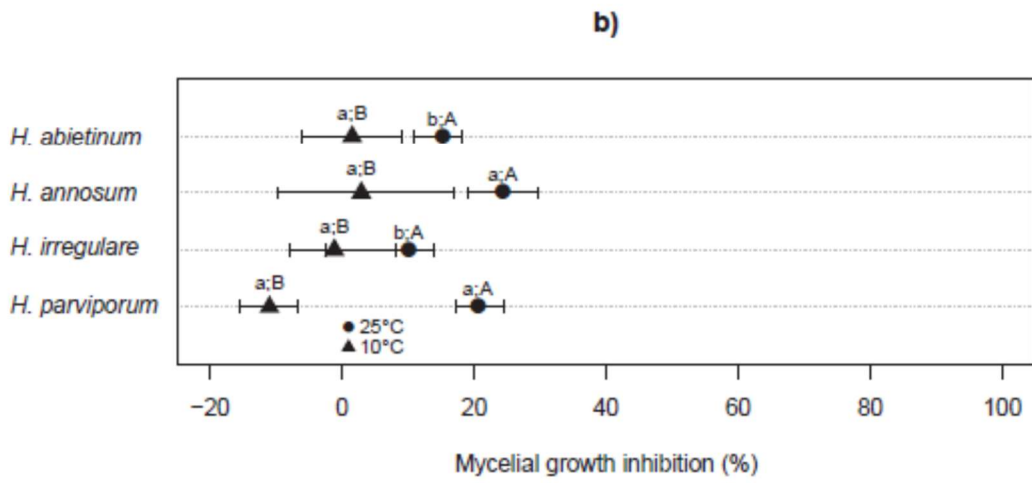 b)
a;B b;A
H. abietinum
a;B a;A
H. annosum
a;B b;A
H. irregulare
a;B a;A
H. parviporum
25°C
10°C
−20 0 20 40 60 80 100
Mycelial growth inhibition (%)